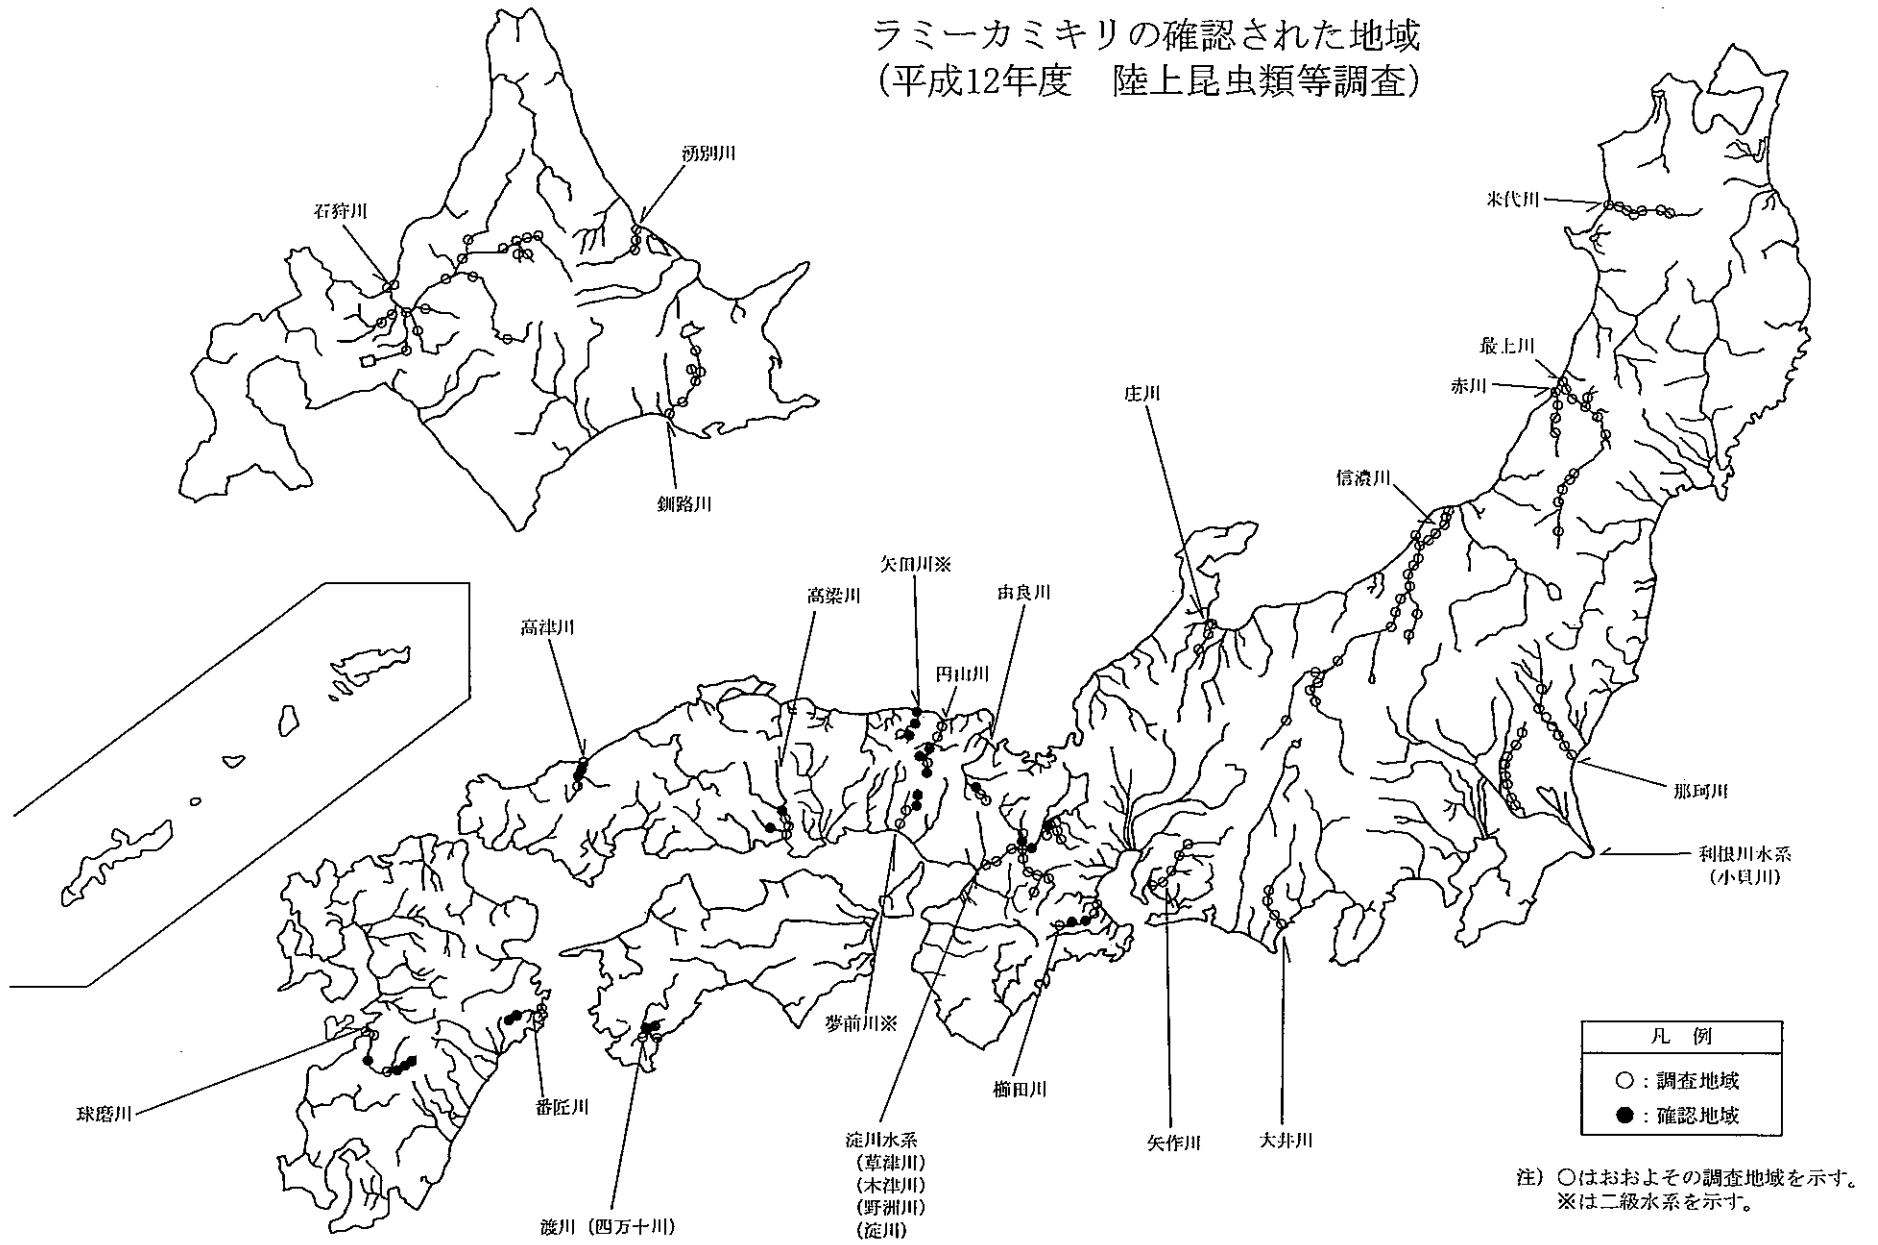 ラミーカミキリの確認された地域
(平成12年度 陸上昆虫類等調査)
湧別川
石狩川
米代川
最上川
赤川
庄川
信濃川
釧路川
矢田川※
高梁川
由良川
高津川
円山川
那珂川
利根川水系
(小貝川)
夢前川※
櫛田川
球磨川
番匠川
矢作川
大井川
淀川水系
(草津川)
(木津川)
(野洲川)
(淀川)
渡川 (四万十川)
凡 例
○:調査地域
●:確認地域
注) ○はおおよその調査地域を示す。
※は二級水系を示す。